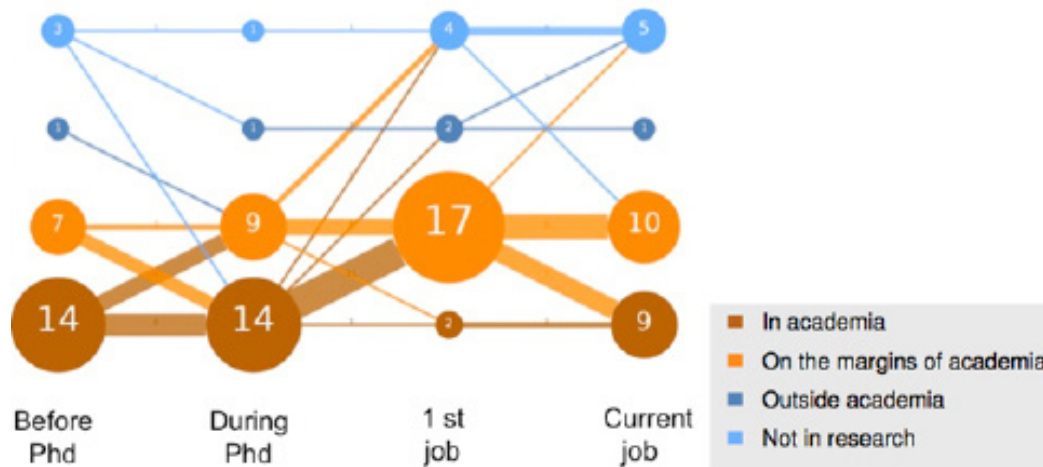 3 1 4 5
1 1 2 1
7 9 17 10
14 14 2 9
In academia
On the margins of academia
Outside academia
Not in research
Before Phd
During Phd
1 st job
Current job